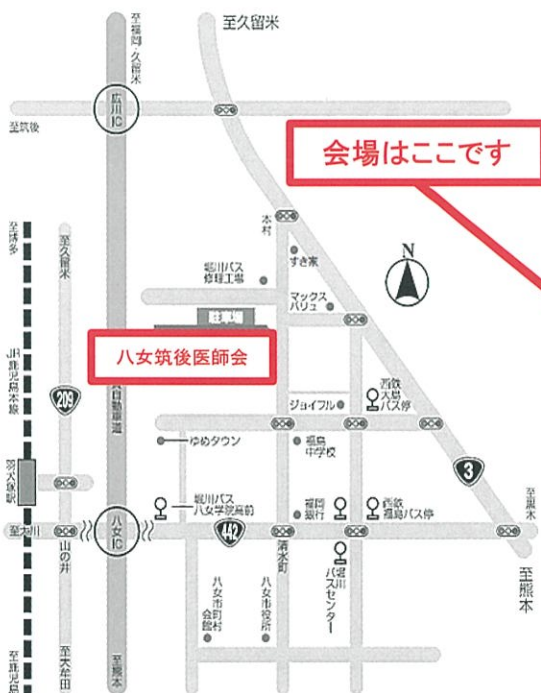 至福岡・久留米
至久留米
広川IC
至筑後
会場はここです
本村
至博多
至久留米
堀川バス
修理工場
すき家
N
マックス
バリュ
駐車場
八女筑後医師会
自動車道
JR鹿児島本線
209
ジョイフル
西鉄
大島
バス停
ゆめタウン
福島
中学校
3
羽犬塚駅
堀川バス
八女学院高前
福岡
銀行
西鉄
福島バス停
至黒木
至大川
山の井
八女IC
442
清水町
堀川
バスセンター
至熊本
八女市町村
会館
八女市役所
至鹿児島
至大牟田
至熊本